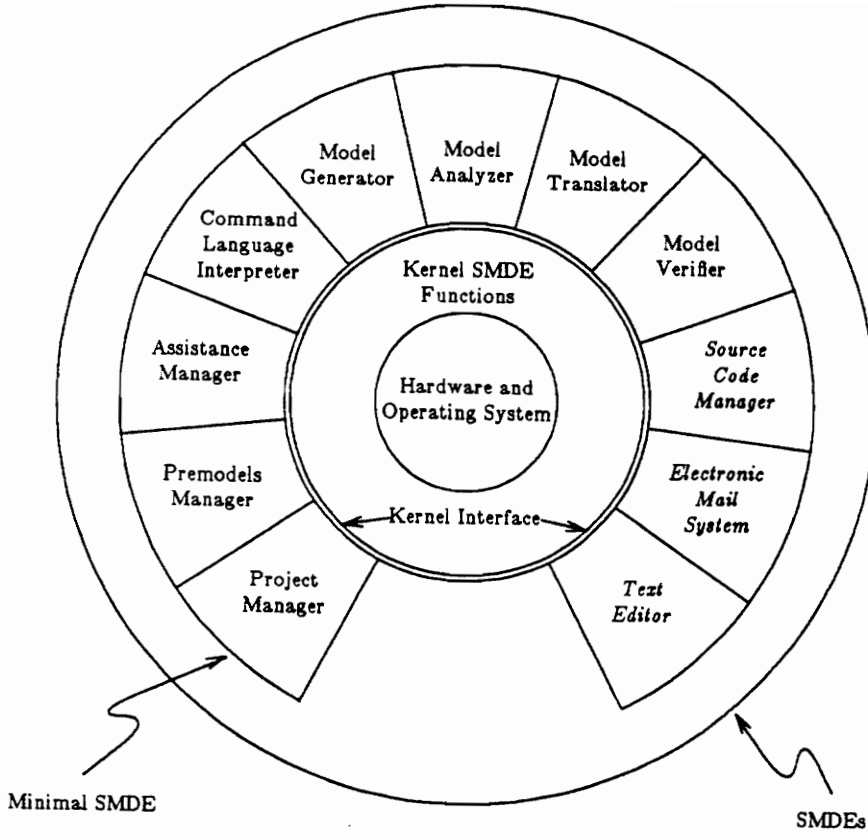 Model
Generator
Model
Analyzer
Model
Translator
Command
Language
Interpreter
Model
Verifier
Kernel SMDE
Functions
Assistance
Manager
Source
Code
Manager
Hardware and
Operating System
Premodels
Manager
Electronic
Mail
System
Kernel Interface
Project
Manager
Text
Editor
Minimal SMDE
SMDEs